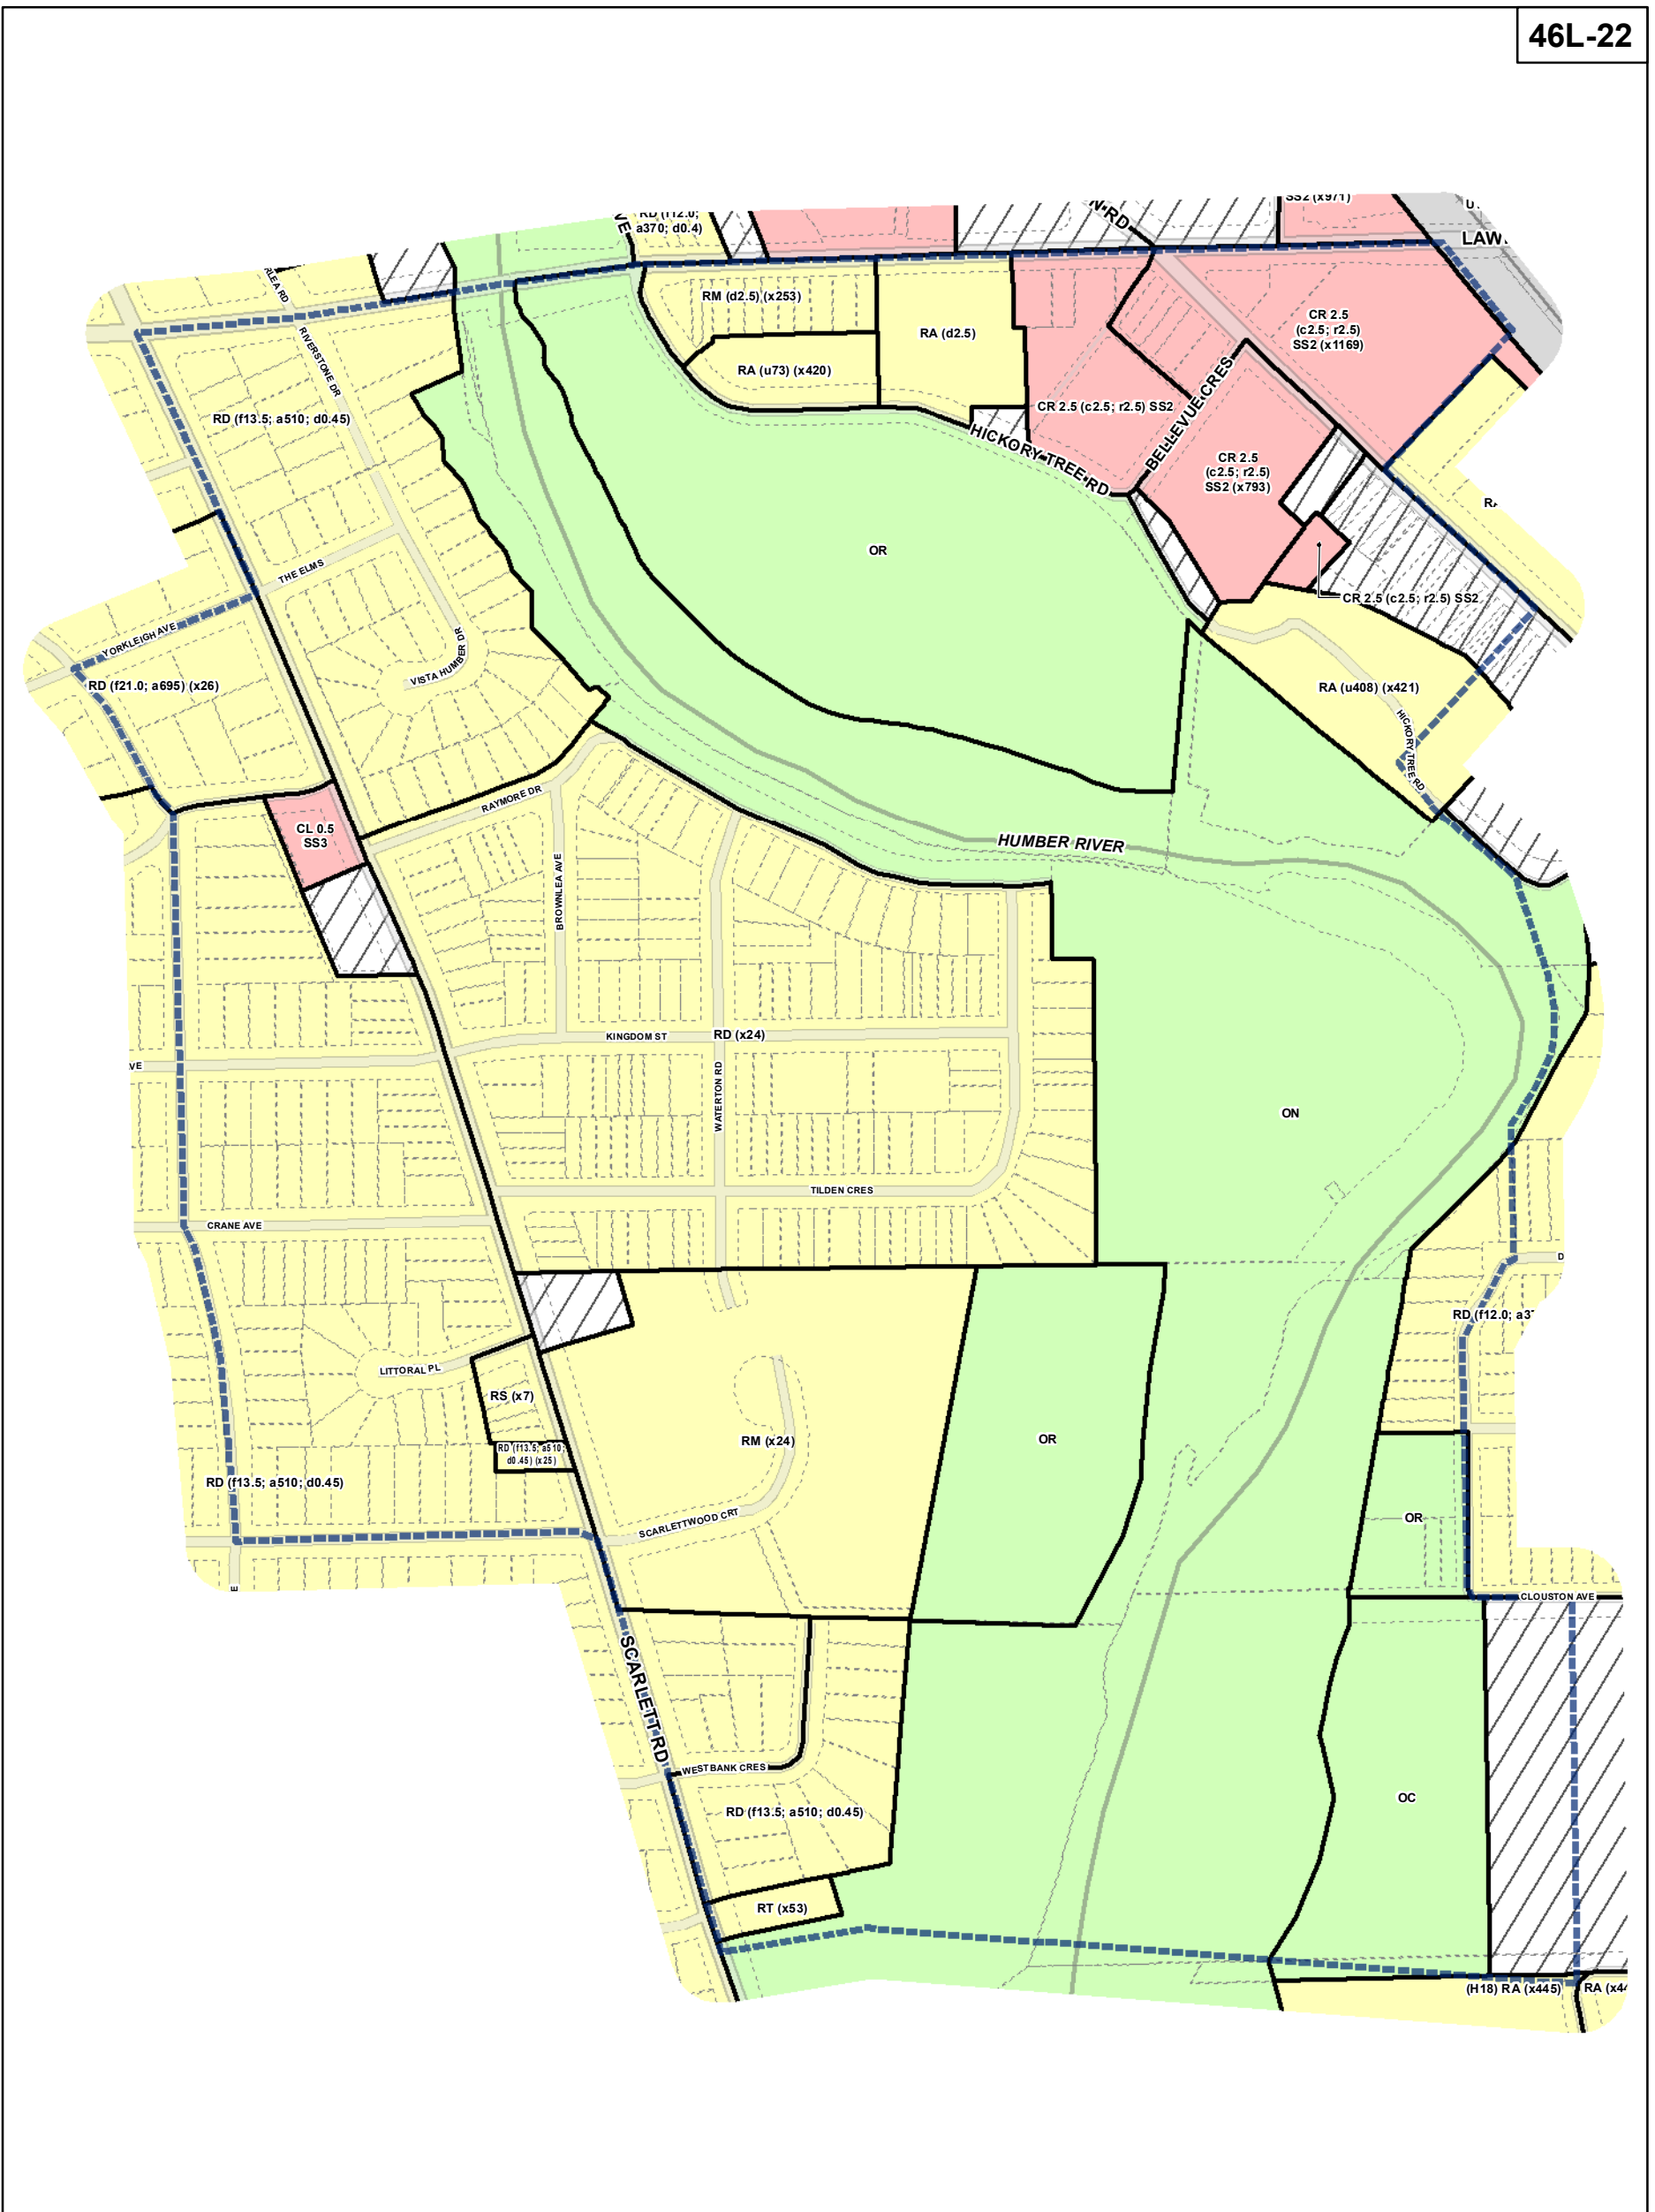 46L-22
SS2 (x971)
RD (f12.0;
a370; d0.4)
RM (d2.5) (x253)
RA (d2.5)
RA (u73) (x420)
CR 2.5
(c2.5; r2.5)
SS2 (x1169)
RIVERSTONE DR
RD (f13.5; a510; d0.45)
CR 2.5 (c2.5; r2.5) SS2
BELLEVUE CRES
HICKORY TREE RD
CR 2.5
(c2.5; r2.5)
SS2 (x793)
OR
THE ELMS
CR 2.5 (c2.5; r2.5) SS2
YORKLEIGH AVE
VISTA HUMBER DR
RD (f21.0; a695) (x26)
RA (u408) (x421)
HICKORY TREE RD
RAYMORE DR
CL 0.5
SS3
HUMBER RIVER
BROWNLEA AVE
KINGDOM ST
RD (x24)
VE
WATERTON RD
ON
TILDEN CRES
CRANE AVE
RD (f12.0; a37
LITTORAL PL
RS (x7)
RM (x24)
OR
RD (f13.5; a510;
d0.45) (x25)
RD (f13.5; a510; d0.45)
OR
SCARLETTWOOD CRT
CLOUSTON AVE
SCARLETT RD
WESTBANK CRES
OC
RD (f13.5; a510; d0.45)
RT (x53)
(H18) RA (x445)
RA (x44